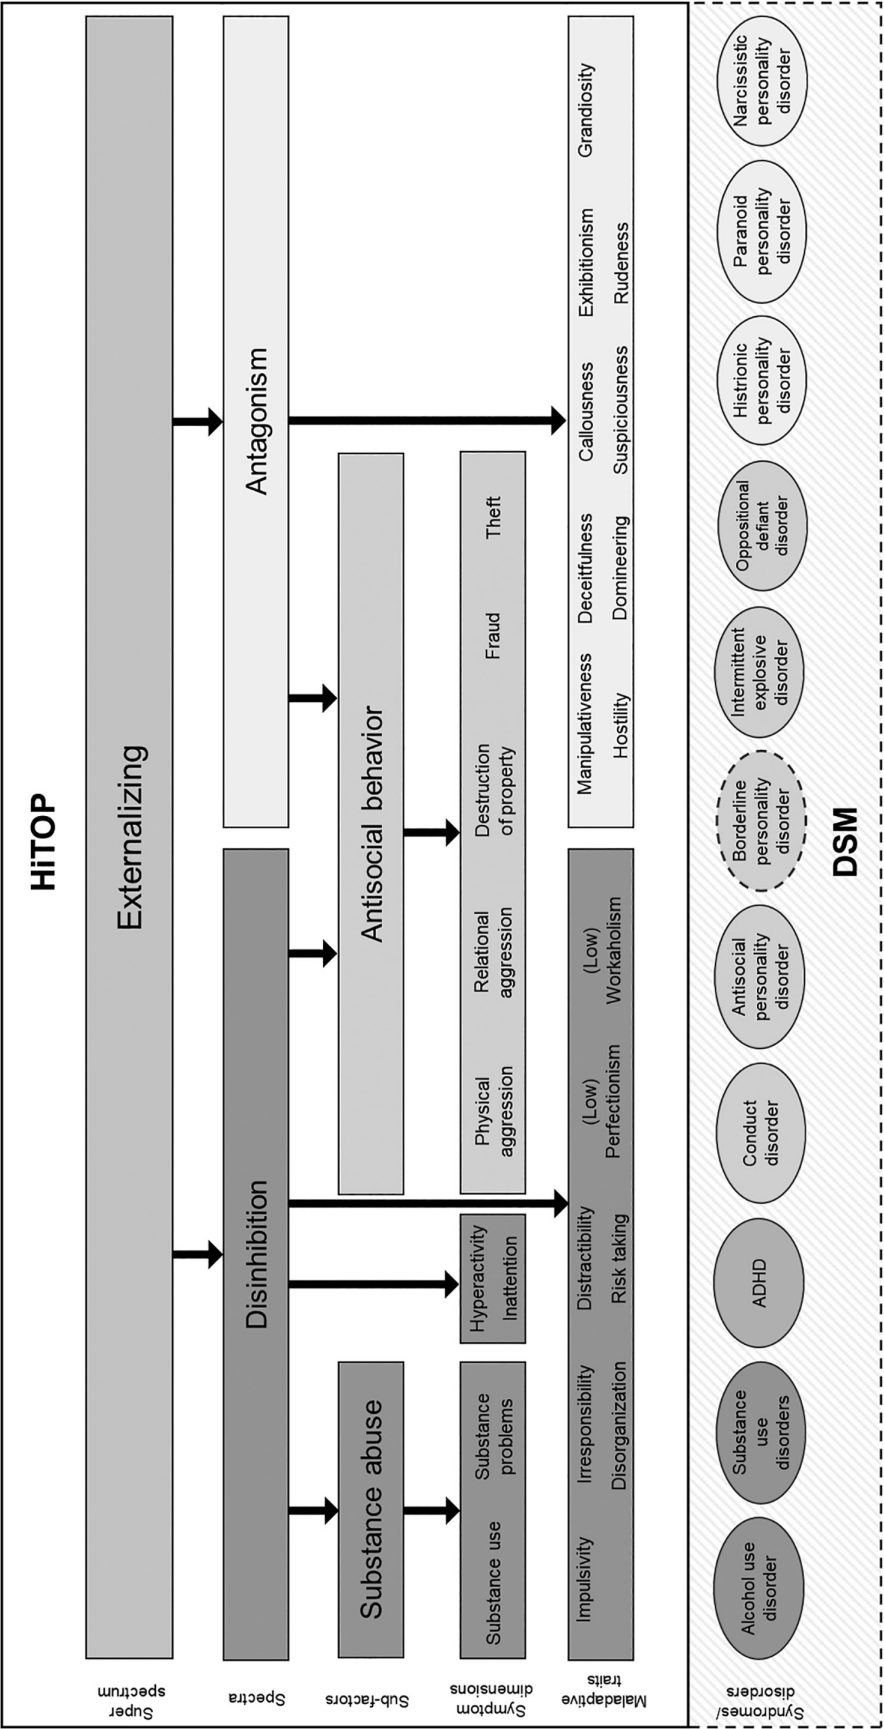 HiTOP
Super
spectrum
Externalizing
Spectra
Disinhibition
Antagonism
Sub-factors
Substance abuse
Antisocial behavior
Symptom
dimensions
Substance use
Substance
problems
Hyperactivity
Inattention
Physical
aggression
Relational
aggression
Destruction
of property
Fraud
Theft
Maladaptive
traits
Impulsivity
Irresponsibility
Distractibility
(Low)
Perfectionism
(Low)
Workaholism
Disorganization
Risk taking
Manipulativeness
Deceitfulness
Callousness
Exhibitionism
Grandiosity
Hostility
Domineering
Suspiciousness
Rudeness
Syndromes/
disorders
Alcohol use
disorder
Substance
use
disorders
ADHD
Conduct
disorder
Antisocial
personality
disorder
Borderline
personality
disorder
Intermittent
explosive
disorder
Oppositional
defiant
disorder
Histrionic
personality
disorder
Paranoid
personality
disorder
Narcissistic
personality
disorder
DSM